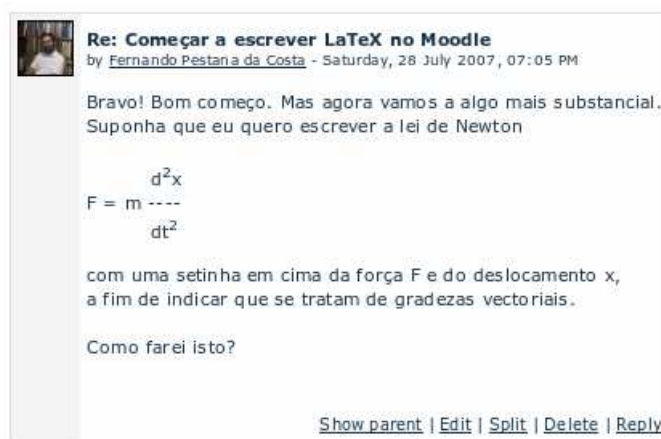 Re: Começar a escrever LaTeX no Moodle
by Fernando Pestana da Costa - Saturday, 28 July 2007, 07:05 PM
Bravo! Bom começo. Mas agora vamos a algo mais substancial.
Suponha que eu quero escrever a lei de Newton
d²x
F = m ----
dt²
com uma setinha em cima da força F e do deslocamento x,
a fim de indicar que se tratam de gradezas vectoriais.
Como farei isto?
Show parent | Edit | Split | Delete | Reply